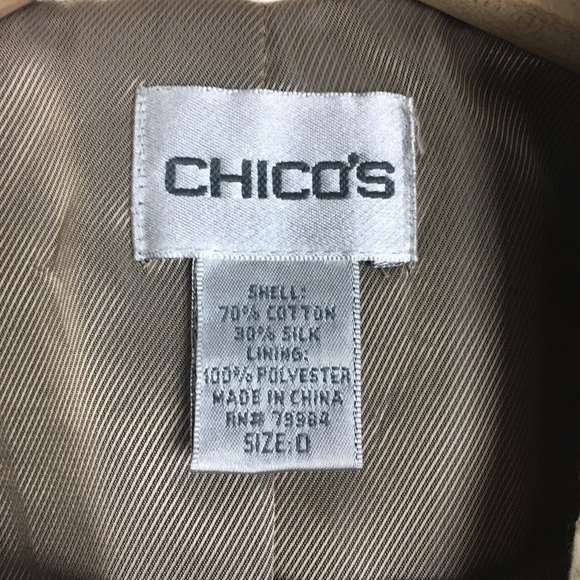 CHICO'S
SHELL:
70% COTTON
30% SILK
LINING:
100% POLYESTER
MADE IN CHINA
RN# 79984
SIZE: 0